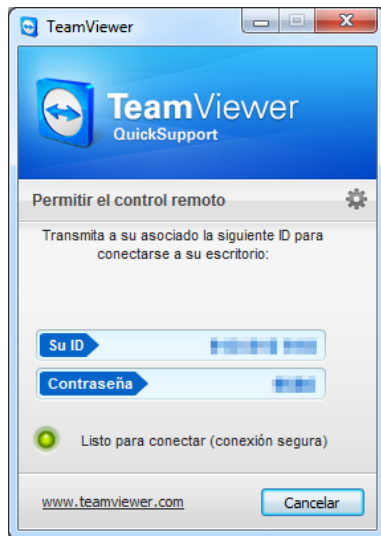 TeamViewer
TeamViewer
QuickSupport
Permitir el control remoto
Transmita a su asociado la siguiente ID para
conectarse a su escritorio:
Su ID
Contraseña
Listo para conectar (conexión segura)
www.teamviewer.com
Cancelar